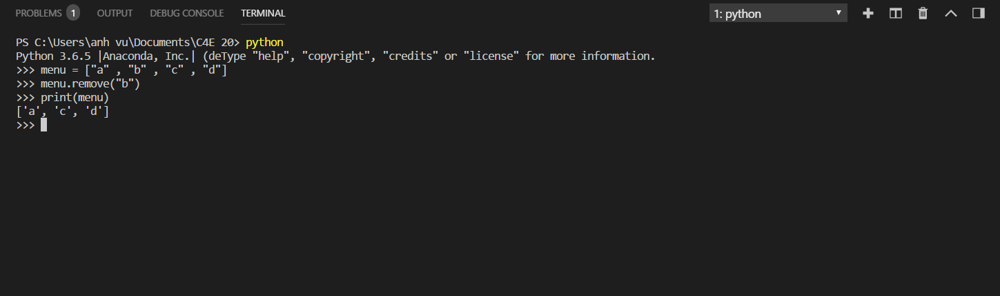 PROBLEMS 1 OUTPUT DEBUG CONSOLE TERMINAL 1: python
PS C:\Users\anh vu\Documents\C4E 20> python
Python 3.6.5 |Anaconda, Inc.| (deType "help", "copyright", "credits" or "license" for more information.
>>> menu = ["a" , "b" , "c" , "d"]
>>> menu.remove("b")
>>> print(menu)
['a', 'c', 'd']
>>>